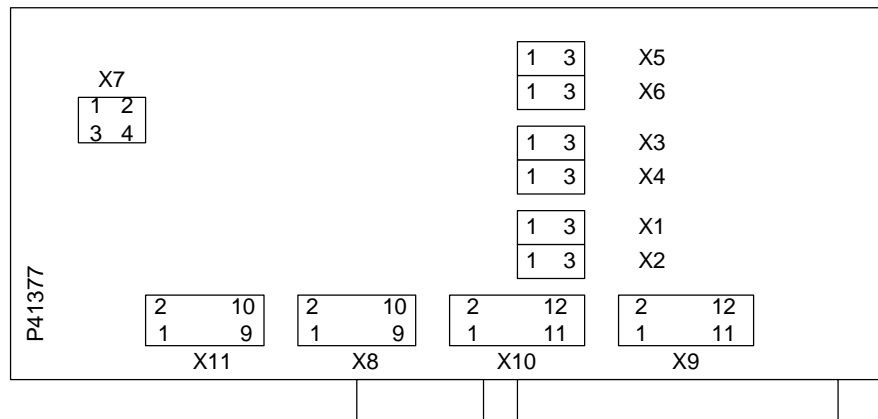 1 3 X5
X7
1 3 X6
1 2
3 4
1 3 X3
1 3 X4
1 3 X1
1 3 X2
P41377
2 10 2 10 2 12 2 12
1 9 1 9 1 11 1 11
X11 X8 X10 X9